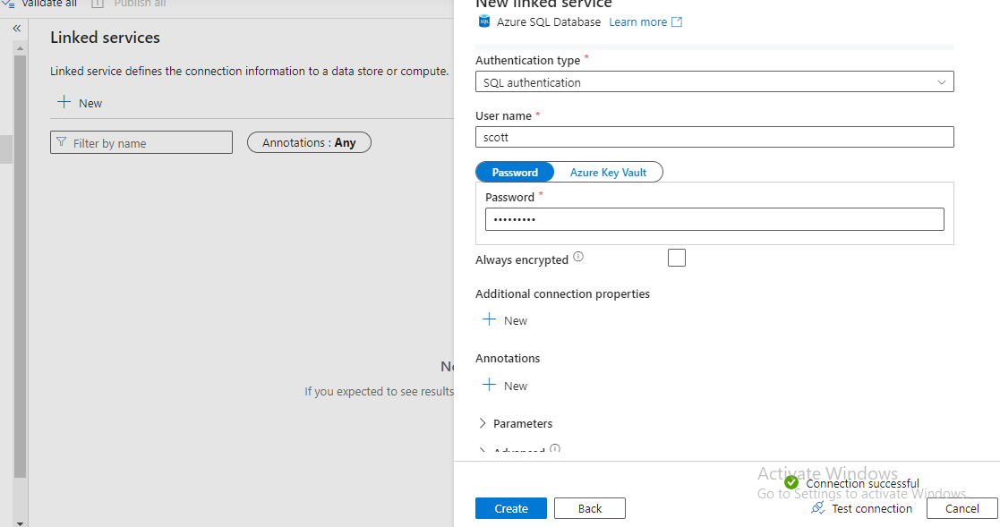 Validate all
Publish all
Linked services
Linked service defines the connection information to a data store or compute.
New
Filter by name
Annotations : Any
No
If you expected to see results
New linked service
SQL
Azure SQL Database Learn more
Authentication type *
SQL authentication
User name *
scott
Password
Azure Key Vault
Password *
•••••••••
Always encrypted
Additional connection properties
New
Annotations
New
Parameters
Advanced
Activate Windows
Go to Settings to activate Windows.
Connection successful
Create
Back
Test connection
Cancel